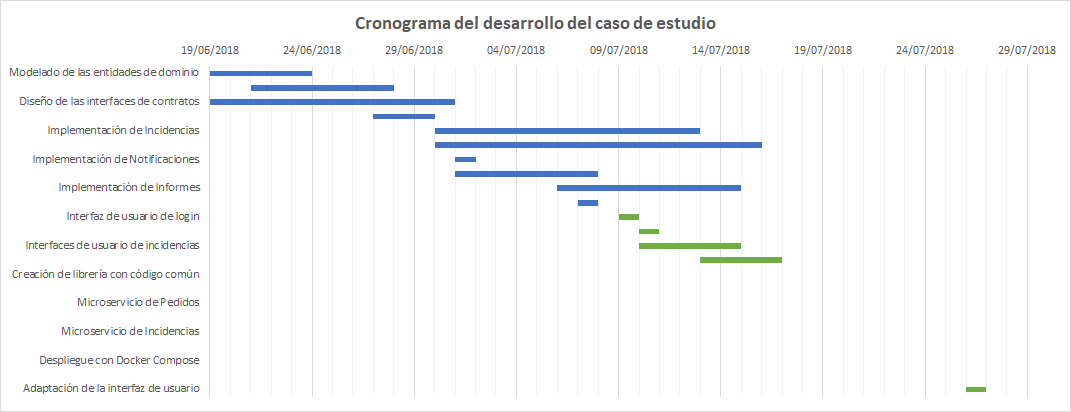 Cronograma del desarrollo del caso de estudio
19/06/2018 24/06/2018 29/06/2018 04/07/2018 09/07/2018 14/07/2018 19/07/2018 24/07/2018 29/07/2018
Modelado de las entidades de dominio
Diseño de las interfaces de contratos
Implementación de Incidencias
Implementación de Notificaciones
Implementación de Informes
Interfaz de usuario de login
Interfaces de usuario de incidencias
Creación de librería con código común
Microservicio de Pedidos
Microservicio de Incidencias
Despliegue con Docker Compose
Adaptación de la interfaz de usuario